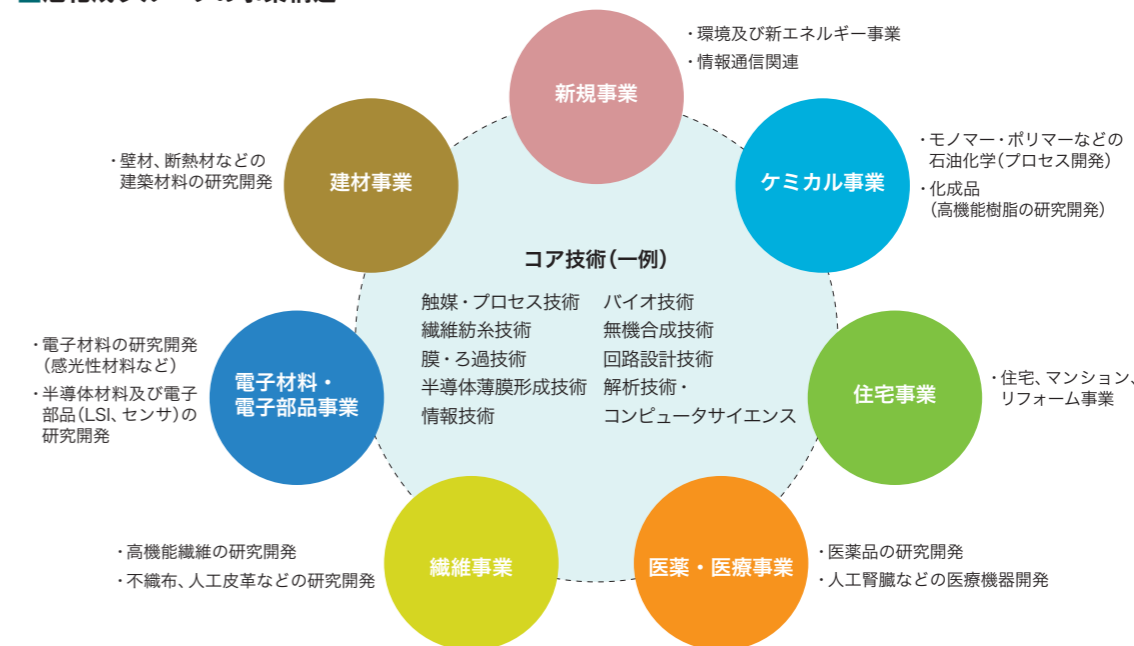 新規事業
・環境及び新エネルギー事業
・情報通信関連
ケミカル事業
・モノマー・ポリマーなどの
石油化学(プロセス開発)
・化成品
(高機能樹脂の研究開発)
建材事業
・壁材、断熱材などの
建築材料の研究開発
コア技術(一例)
触媒・プロセス技術
繊維紡糸技術
膜・ろ過技術
半導体薄膜形成技術
情報技術
バイオ技術
無機合成技術
回路設計技術
解析技術・
コンピュータサイエンス
電子材料・
電子部品事業
・電子材料の研究開発
(感光性材料など)
・半導体材料及び電子
部品(LSI、センサ)の
研究開発
住宅事業
・住宅、マンション、
リフォーム事業
繊維事業
・高機能繊維の研究開発
・不織布、人工皮革などの研究開発
医薬・医療事業
・医薬品の研究開発
・人工腎臓などの医療機器開発